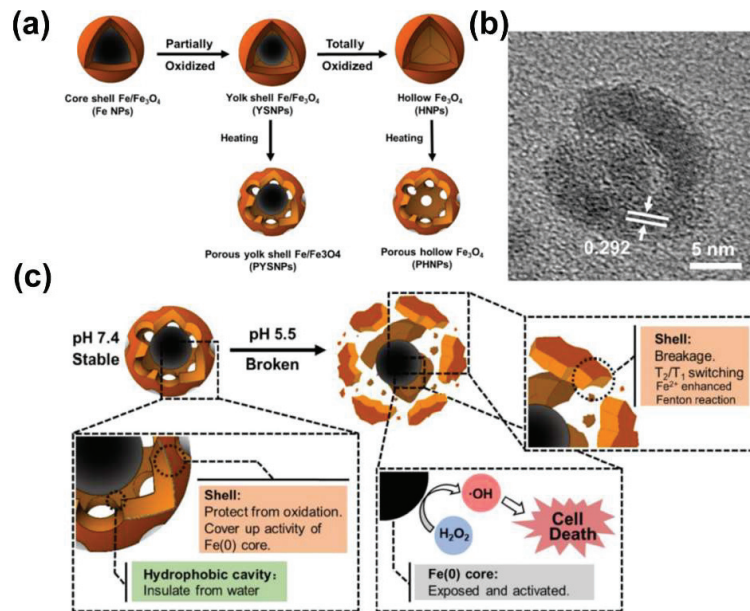 (a)
Partially
Oxidized
Totally
Oxidized
Core shell Fe/Fe₃O₄
(Fe NPs)
Yolk shell Fe/Fe₃O₄
(YSNPs)
Hollow Fe₃O₄
(HNPs)
Heating
Heating
Porous yolk shell Fe/Fe3O4
(PYSNPs)
Porous hollow Fe₃O₄
(PHNPs)
(b)
0.292
5 nm
(c)
pH 7.4
Stable
pH 5.5
Broken
Shell:
Breakage.
T₂/T₁ switching
Fe²⁺ enhanced
Fenton reaction
Shell:
Protect from oxidation.
Cover up activity of
Fe(0) core.
Hydrophobic cavity:
Insulate from water
·OH
H₂O₂
Cell
Death
Fe(0) core:
Exposed and activated.